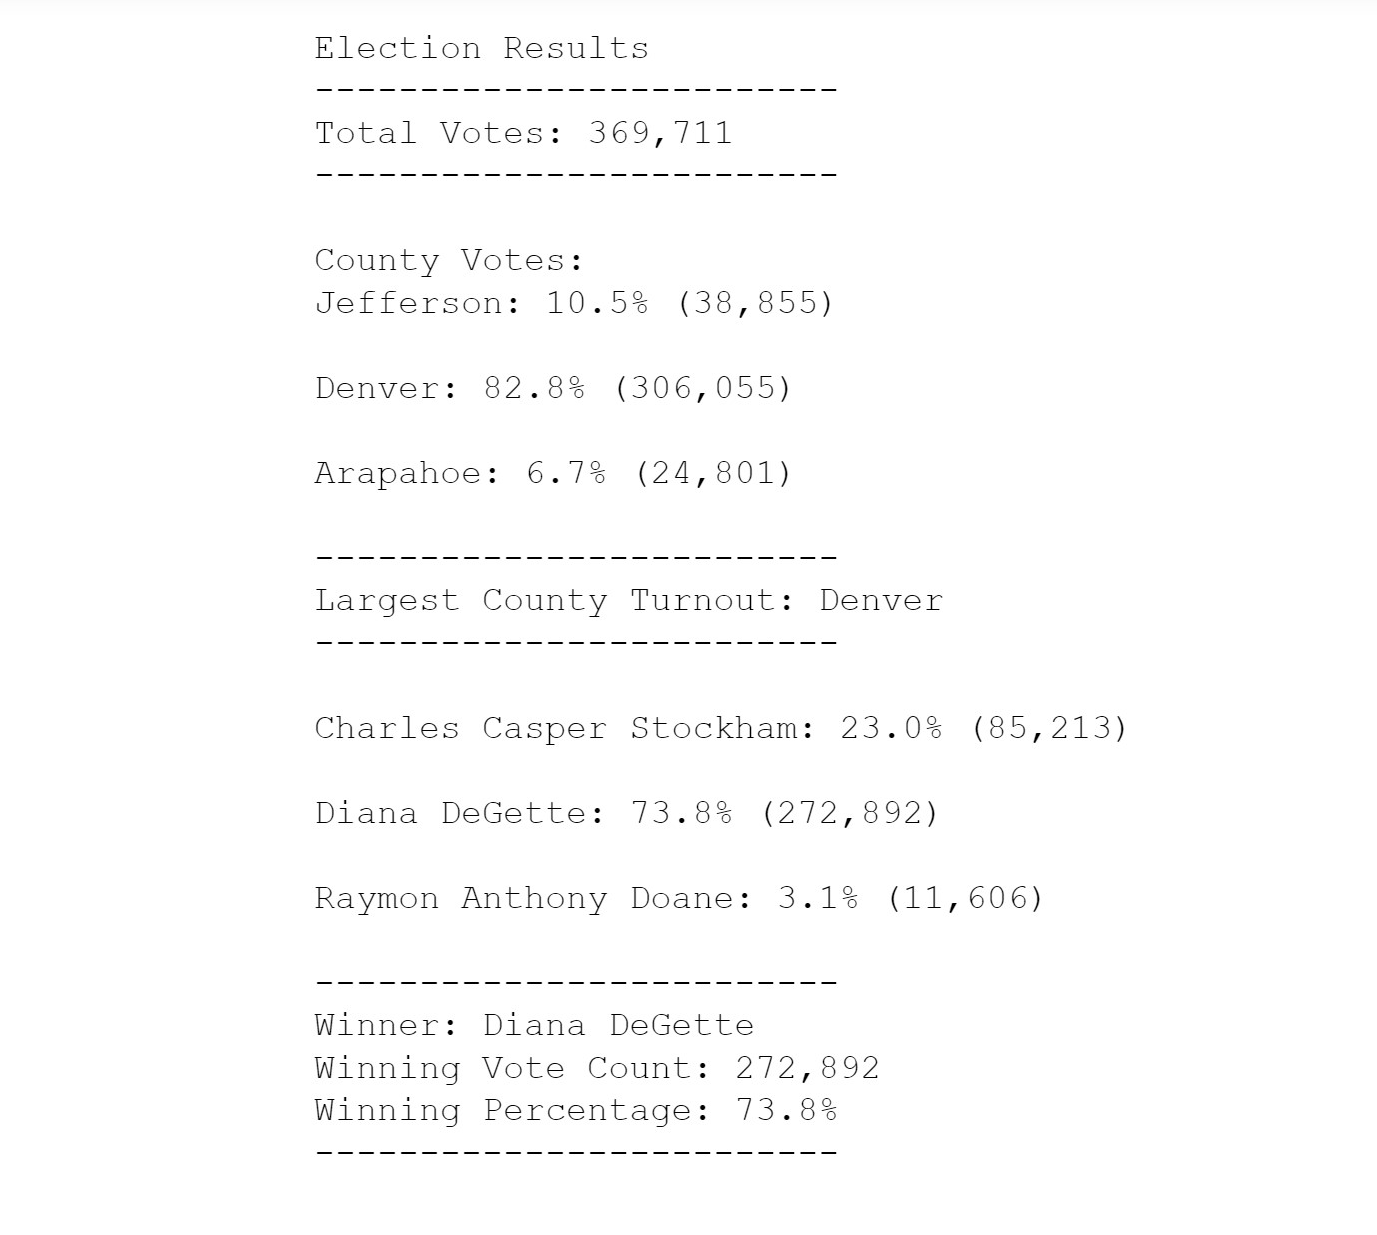 Election Results
-------------------------
Total Votes: 369,711
-------------------------
County Votes:
Jefferson: 10.5% (38,855)
Denver: 82.8% (306,055)
Arapahoe: 6.7% (24,801)
-------------------------
Largest County Turnout: Denver
-------------------------
Charles Casper Stockham: 23.0% (85,213)
Diana DeGette: 73.8% (272,892)
Raymon Anthony Doane: 3.1% (11,606)
-------------------------
Winner: Diana DeGette
Winning Vote Count: 272,892
Winning Percentage: 73.8%
-------------------------